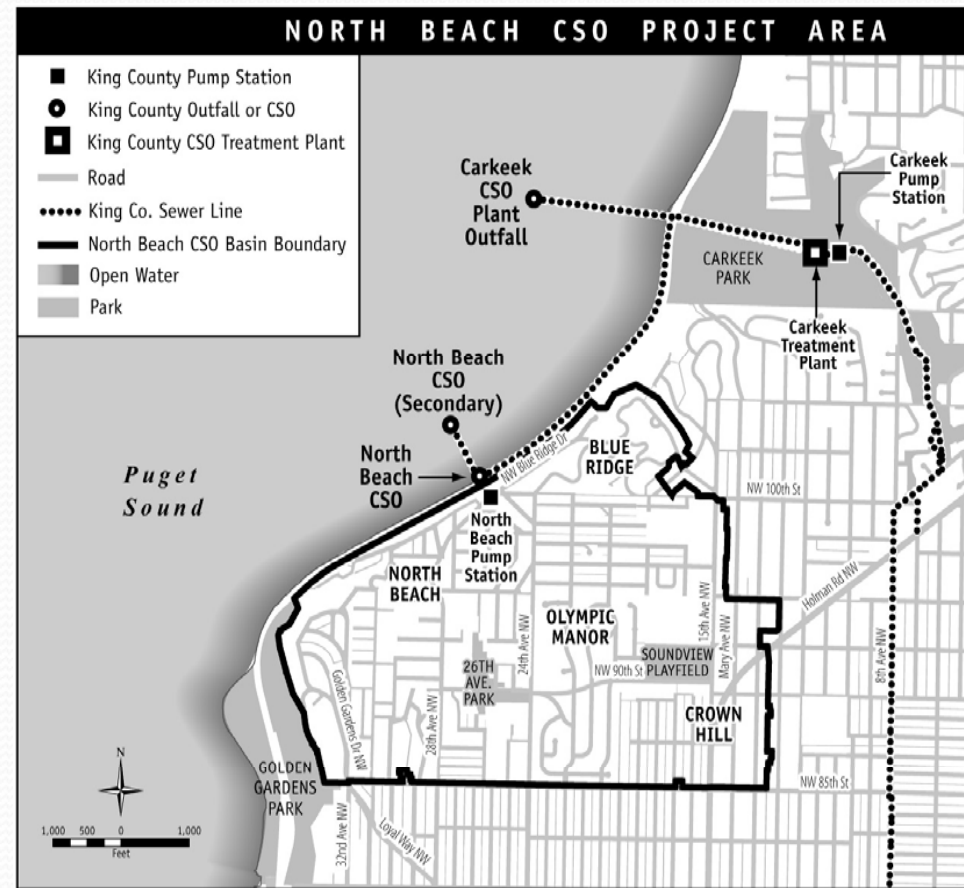 NORTH BEACH CSO PROJECT AREA
King County Pump Station
King County Outfall or CSO
King County CSO Treatment Plant
Road
King Co. Sewer Line
North Beach CSO Basin Boundary
Open Water
Park
Carkeek
CSO
Plant
Outfall
Carkeek
Pump
Station
CARKEEK
PARK
Carkeek
Treatment
Plant
North Beach
CSO
(Secondary)
North
Beach
CSO
NW Blue Ridge Dr
BLUE
RIDGE
Puget
Sound
NW 100th St
North
Beach
Pump
Station
NORTH
BEACH
OLYMPIC
MANOR
Holman Rd NW
24th Ave NW
15th Ave NW
Mary Ave NW
8th Ave NW
SOUNDVIEW
PLAYFIELD
NW 90th St
26TH
AVE.
PARK
Golden Gardens Dr NW
28th Ave NW
CROWN
HILL
N
GOLDEN
GARDENS
PARK
NW 85th St
32nd Ave NW
Loyal Way NW
1,000 500 0 1,000
Feet